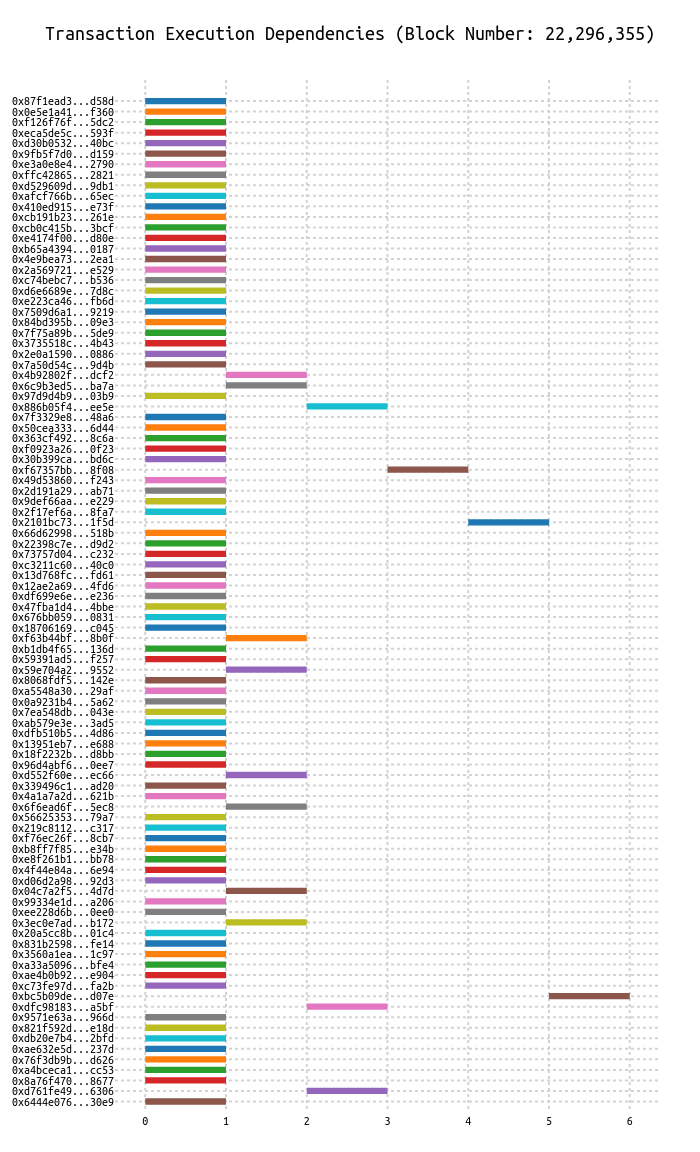 Transaction Execution Dependencies (Block Number: 22,296,355)
0x87f1ead3...d58d
0x0e5e1a41...f360
0xf126f76f...5dc2
0xeca5de5c...593f
0xd30b0532...40bc
0x9fb5f7d0...d159
0xe3a0e8e4...2790
0xffc42865...2821
0xd529609d...9db1
0xafcf766b...65ec
0x410ed915...e73f
0xcb191b23...261e
0xcb0c415b...3bcf
0xe4174f00...d80e
0xb65a4394...0187
0x4e9bea73...2ea1
0x2a569721...e529
0xc74bebc7...b536
0xd6e6689e...7d8c
0xe223ca46...fb6d
0x7509d6a1...9219
0x84bd395b...09e3
0x7f75a89b...5de9
0x3735518c...4b43
0x2e0a1590...0886
0x7a50d54c...9d4b
0x4b92802f...dcf2
0x6c9b3ed5...ba7a
0x97d9d4b9...03b9
0x886b05f4...ee5e
0x7f3329e8...48a6
0x50cea333...6d44
0x363cf492...8c6a
0xf0923a26...0f23
0x30b399ca...bd6c
0xf67357bb...8f08
0x49d53860...f243
0x2d191a29...ab71
0x9def66aa...e229
0x2f17ef6a...8fa7
0x2101bc73...1f5d
0x66d62998...518b
0x22398c7e...d9d2
0x73757d04...c232
0xc3211c60...40c0
0x13d768fc...fd61
0x12ae2a69...4fd6
0xdf699e6e...e236
0x47fba1d4...4bbe
0x676bb059...0831
0x18706169...c045
0xf63b44bf...8b0f
0xb1db4f65...136d
0x59391ad5...f257
0x59e704a2...9552
0x8068fdf5...142e
0xa5548a30...29af
0x0a9231b4...5a62
0x7ea548db...043e
0xab579e3e...3ad5
0xdfb510b5...4d86
0x13951eb7...e688
0x18f2232b...d8bb
0x96d4abf6...0ee7
0xd552f60e...ec66
0x339496c1...ad20
0x4a1a7a2d...621b
0x6f6ead6f...5ec8
0x56625353...79a7
0x219c8112...c317
0xf76ec26f...8cb7
0xb8ff7f85...e34b
0xe8f261b1...bb78
0x4f44e84a...6e94
0xd06d2a98...92d3
0x04c7a2f5...4d7d
0x99334e1d...a206
0xee228d6b...0ee0
0x3ec0e7ad...b172
0x20a5cc8b...01c4
0x831b2598...fe14
0x3560a1ea...1c97
0xa33a5096...bfe4
0xae4b0b92...e904
0xc73fe97d...fa2b
0xbc5b09de...d07e
0xdfc98183...a5bf
0x9571e63a...966d
0x821f592d...e18d
0xdb20e7b4...2bfd
0xae632e5d...237d
0x76f3db9b...d626
0xa4bceca1...cc53
0x8a76f470...8677
0xd761fe49...6306
0x6444e076...30e9
0 1 2 3 4 5 6